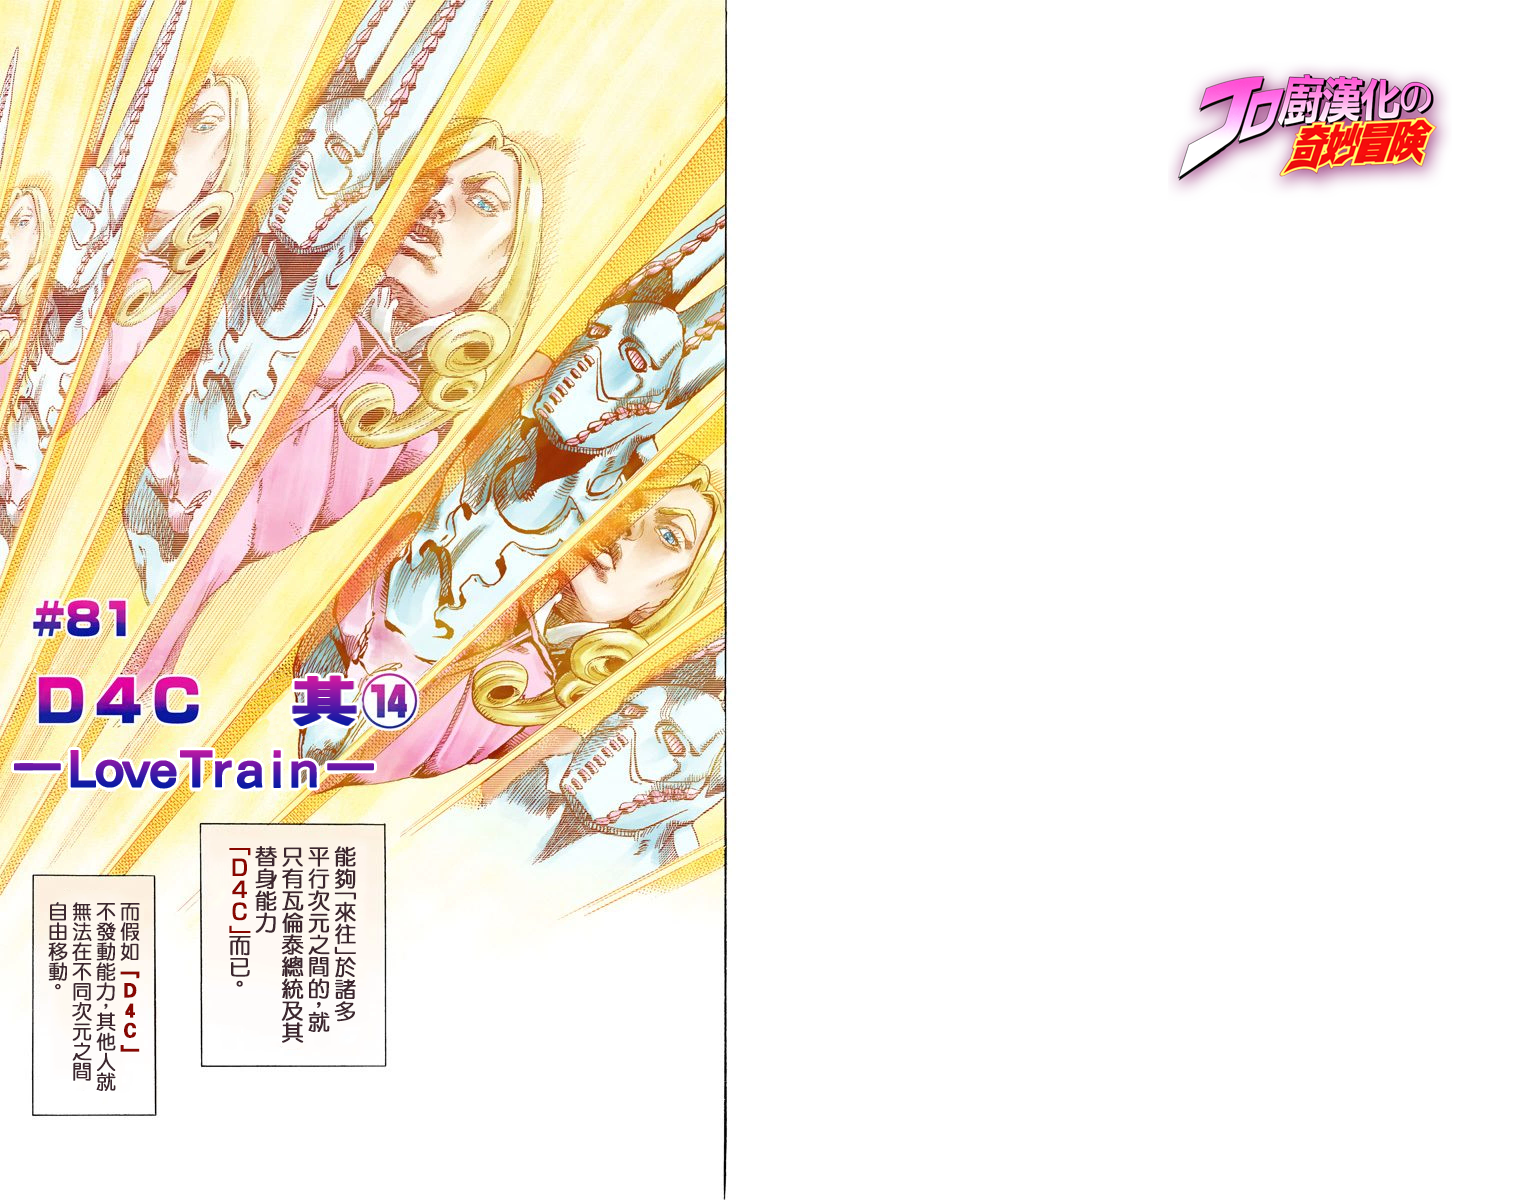 JO廚漢化の
奇妙冒険
#81
D4C 其⑭
—LoveTrain—
能夠「來往」於諸多
平行次元之間的，就
只有瓦倫泰總統及其
替身能力
「D4C」而已。
而假如「D4C」
不發動能力，其他人就
無法在不同次元之間
自由移動。